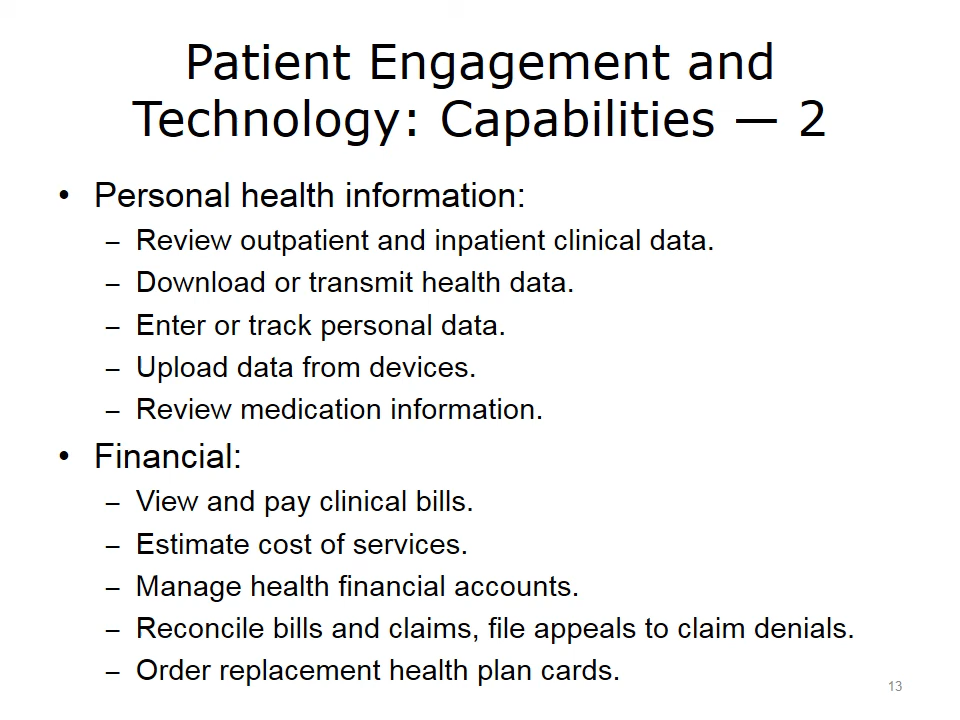 Patient Engagement and
Technology: Capabilities — 2
• Personal health information:
– Review outpatient and inpatient clinical data.
– Download or transmit health data.
– Enter or track personal data.
– Upload data from devices.
– Review medication information.
• Financial:
– View and pay clinical bills.
– Estimate cost of services.
– Manage health financial accounts.
– Reconcile bills and claims, file appeals to claim denials.
– Order replacement health plan cards.
13